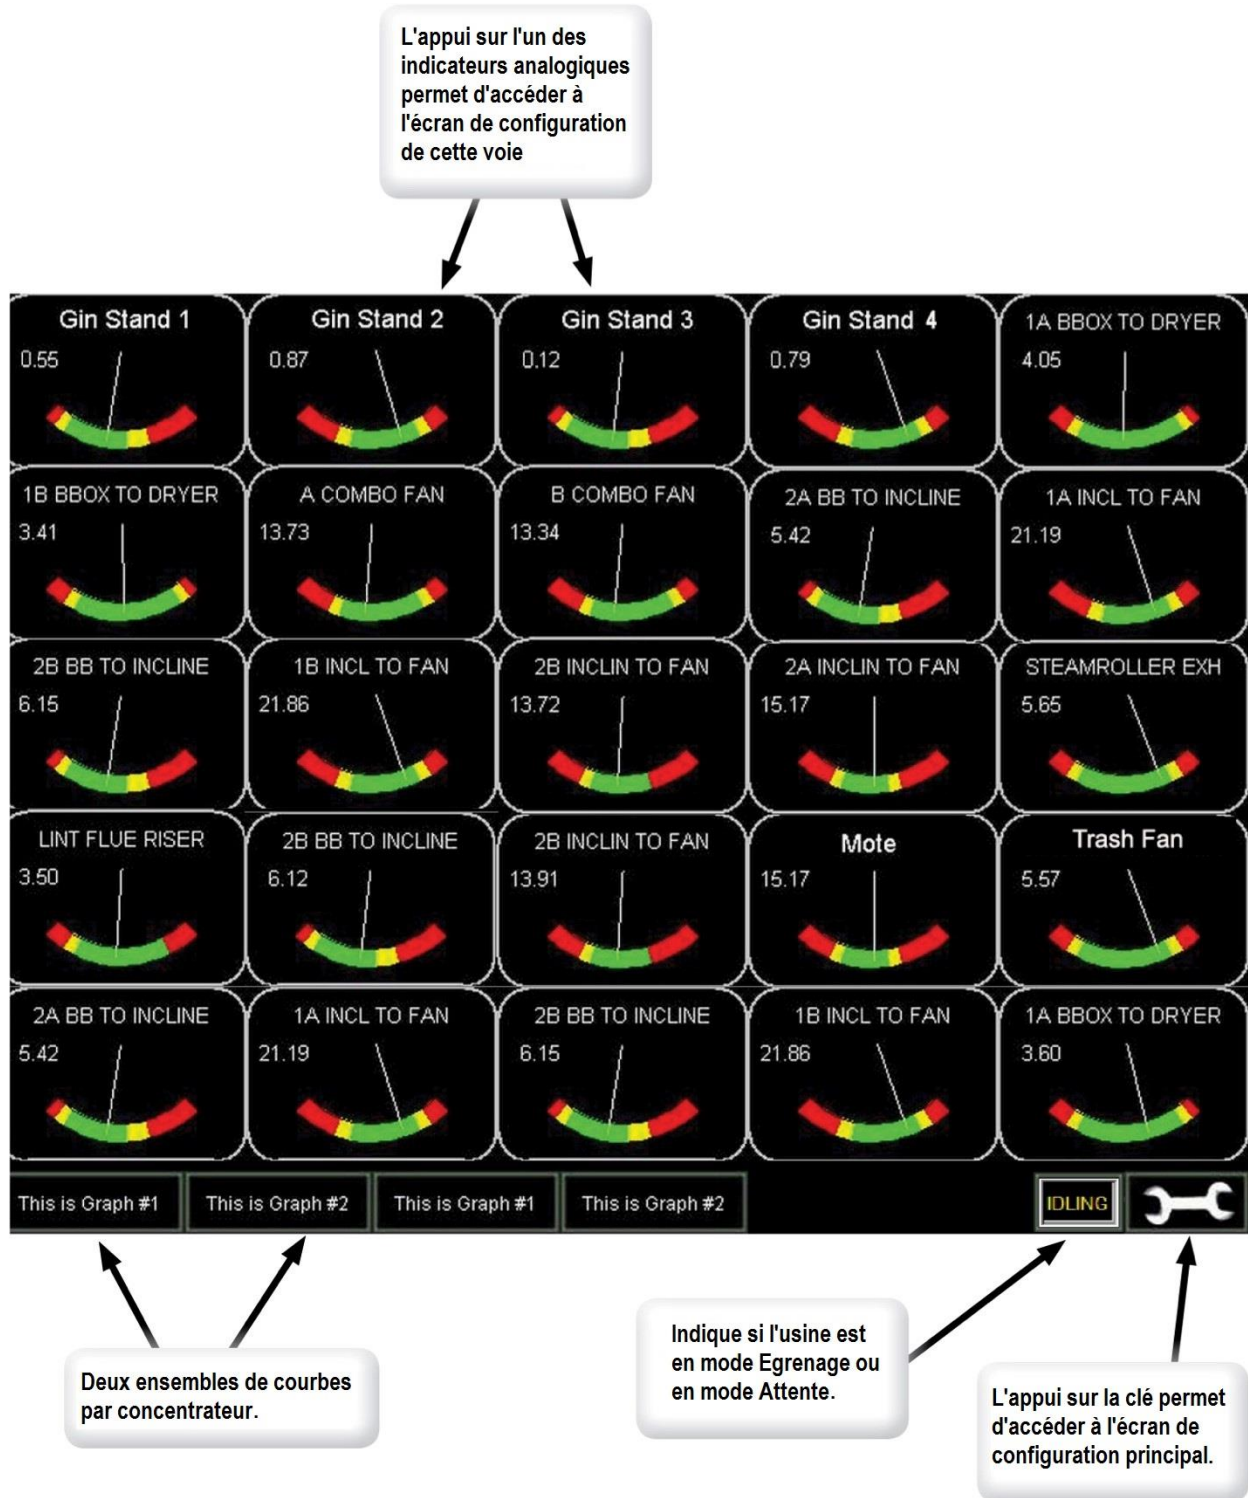 L'appui sur l'un des
indicateurs analogiques
permet d'accéder à
l'écran de configuration
de cette voie
Gin Stand 1
0.55
Gin Stand 2
0.87
Gin Stand 3
0.12
Gin Stand 4
0.79
1A BBOX TO DRYER
4.05
1B BBOX TO DRYER
3.41
A COMBO FAN
13.73
B COMBO FAN
13.34
2A BB TO INCLINE
5.42
1A INCL TO FAN
21.19
2B BB TO INCLINE
6.15
1B INCL TO FAN
21.86
2B INCLIN TO FAN
13.72
2A INCLIN TO FAN
15.17
STEAMROLLER EXH
5.65
LINT FLUE RISER
3.50
2B BB TO INCLINE
6.12
2B INCLIN TO FAN
13.91
Mote
15.17
Trash Fan
5.57
2A BB TO INCLINE
5.42
1A INCL TO FAN
21.19
2B BB TO INCLINE
6.15
1B INCL TO FAN
21.86
1A BBOX TO DRYER
3.60
This is Graph #1
This is Graph #2
This is Graph #1
This is Graph #2
IDLING
Deux ensembles de courbes
par concentrateur.
Indique si l'usine est
en mode Egrenage ou
en mode Attente.
L'appui sur la clé permet
d'accéder à l'écran de
configuration principal.